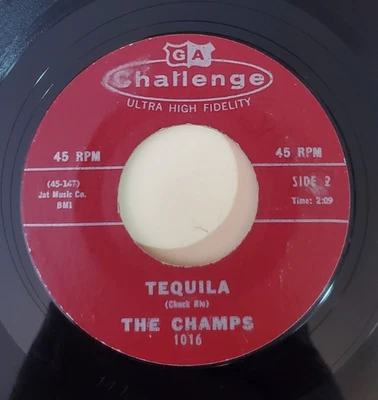 GA
Challenge
ULTRA HIGH FIDELITY
45 RPM
45 RPM
(45-147)
Jat Music Co.
BMI
SIDE 2
Time: 2:09
TEQUILA
(Chuck Rio)
THE CHAMPS
1016